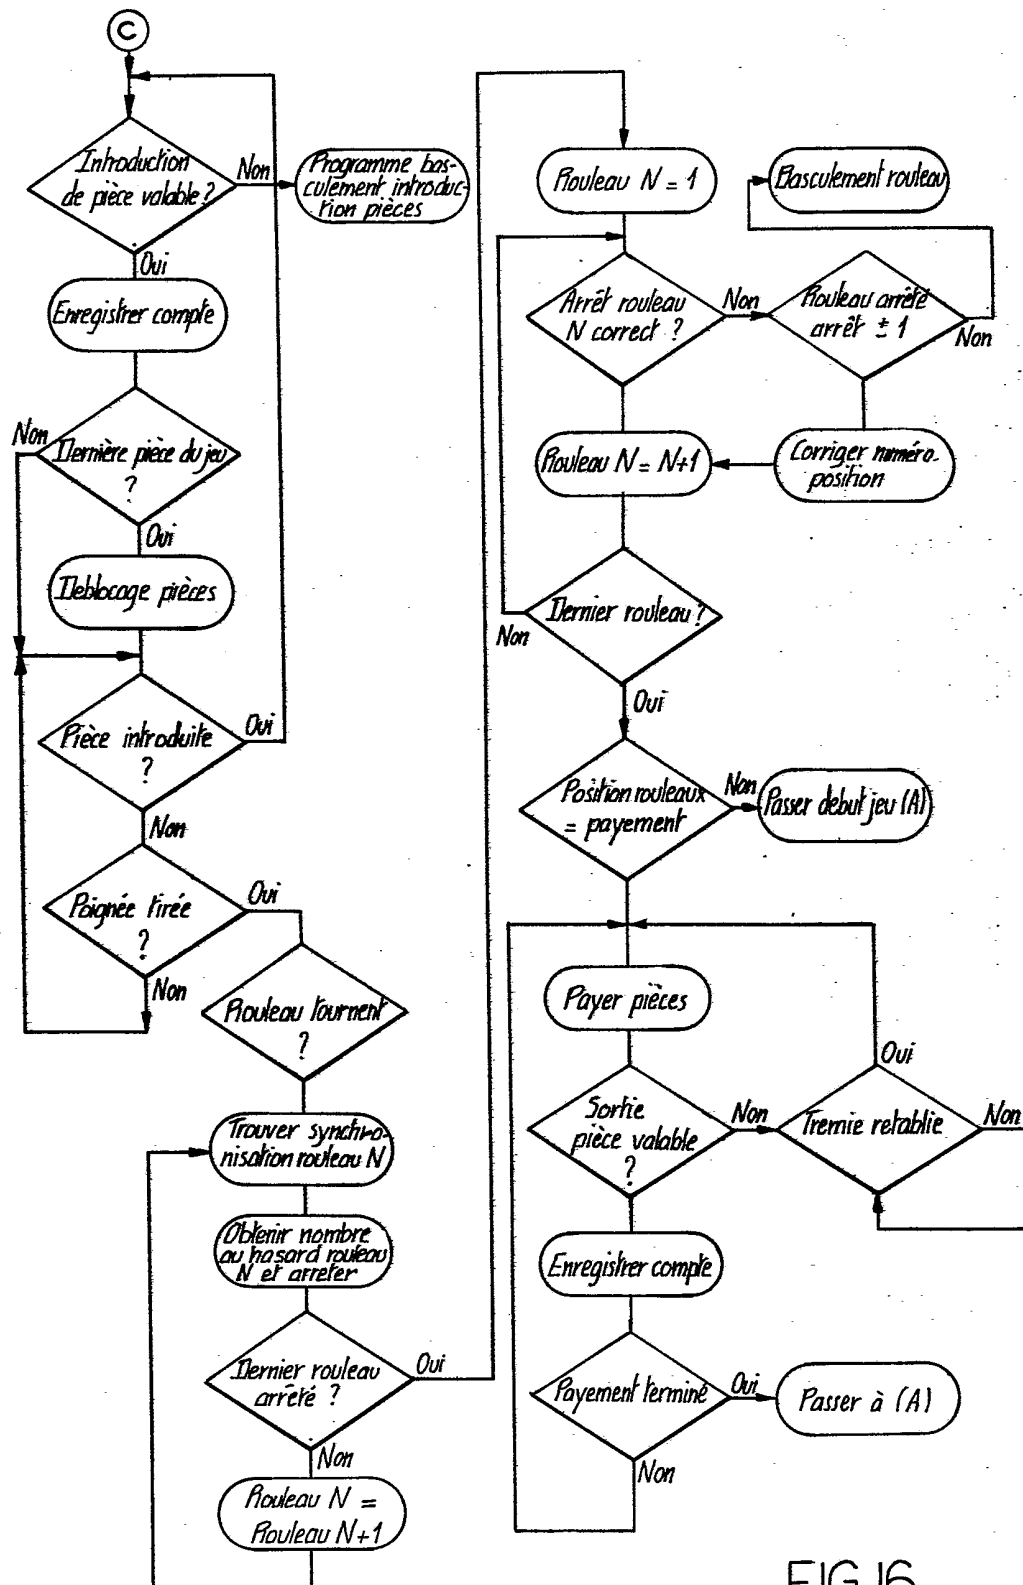 C
Introduction
de pièce valable?
Non
Programme bas-
culement introduc-
tion pièces
Oui
Enregistrer compte
Non
Dernière pièce du jeu
?
Oui
Deblocage pièces
Pièce introduite
?
Oui
Non
Poignée tirée
?
Oui
Non
Rouleau tournent
?
Trouver synchro-
nisation rouleau N
Obtenir nombre
au hasard rouleau
N et arreter
Dernier rouleau
arrêté ?
Oui
Non
Rouleau N =
Rouleau N+1
Rouleau N = 1
Basculement rouleau
Arrêt rouleau
N correct ?
Non
Rouleau arrêté
arrêt ± 1
Non
Rouleau N = N+1
Corriger numéro-
position
Dernier rouleau?
Non
Oui
Position rouleaux
= payement
Non
Passer debut jeu (A)
Payer pièces
Oui
Sortie
pièce valable
?
Non
Tremie retablie
Non
Enregistrer compte
Payement terminé
Oui
Passer à (A)
Non
FIG.16